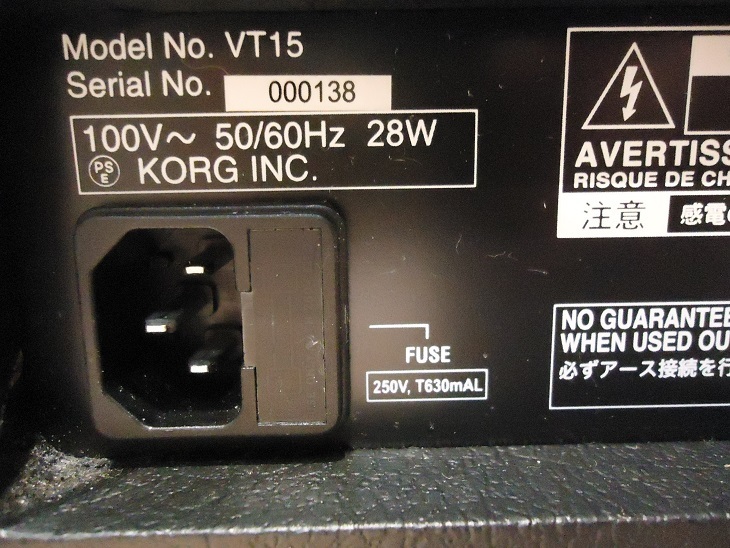 Model No. VT15
Serial No. 000138
100V～ 50/60Hz 28W
PS E KORG INC.
FUSE
250V, T630mAL
AVERTISS
RISQUE DE CH
注意 感電の
NO GUARANTEE
WHEN USED OU
必ずアース接続を行